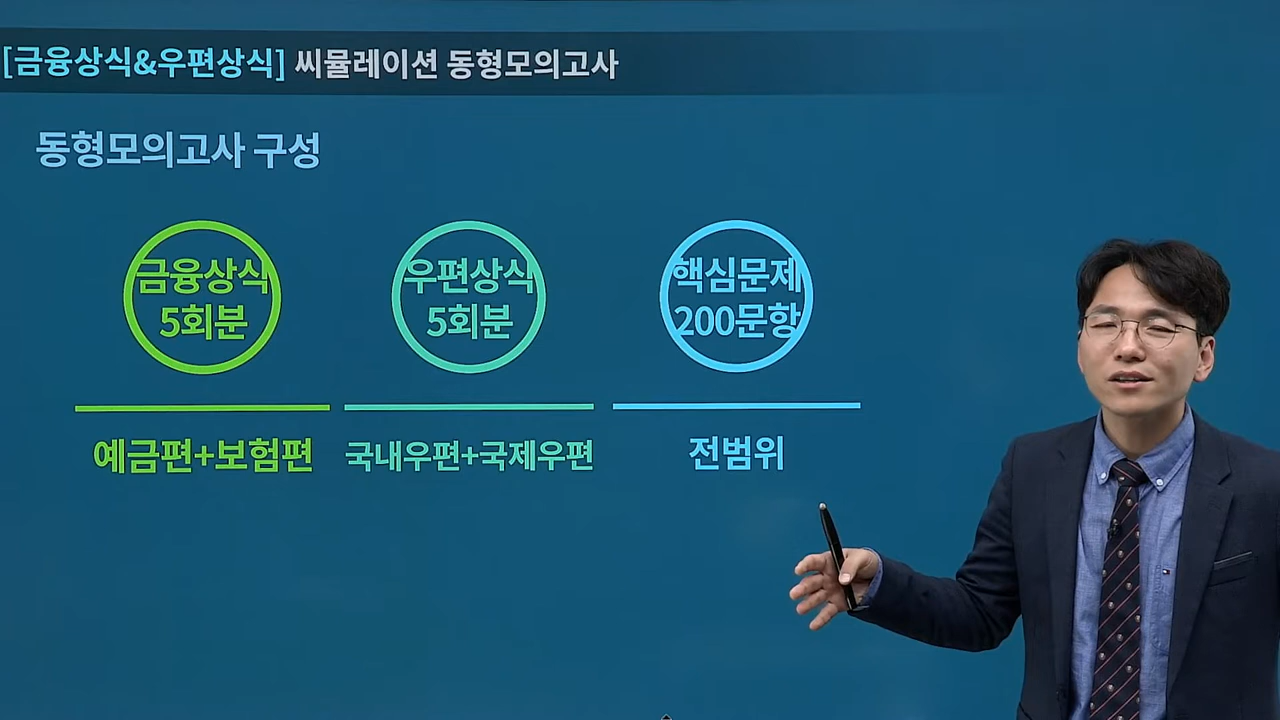 [금융상식&우편상식] 씨뮬레이션 동형모의고사
동형모의고사 구성
금융상식
5회분
우편상식
5회분
핵심문제
200문항
예금편+보험편
국내우편+국제우편
전범위